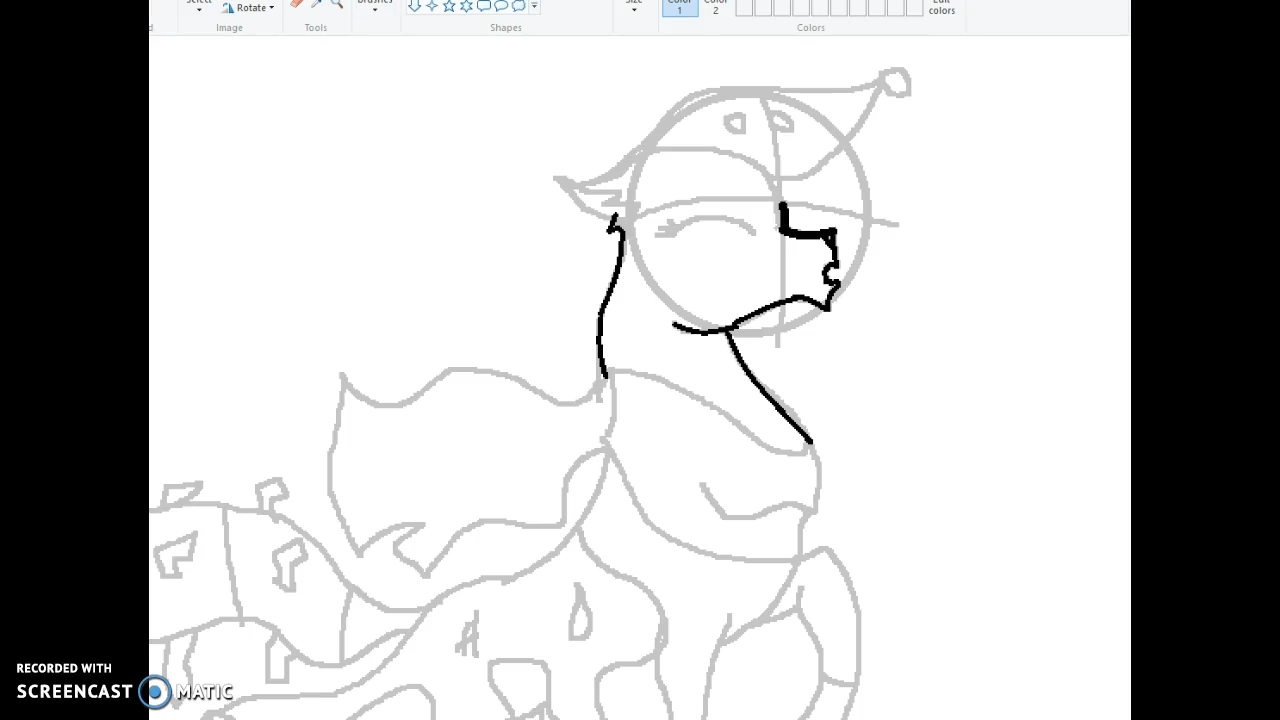 Select
Rotate
Brushes
Size
Color
1
Color
2
Edit
colors
Image
Tools
Shapes
Colors
RECORDED WITH
SCREENCAST MATIC